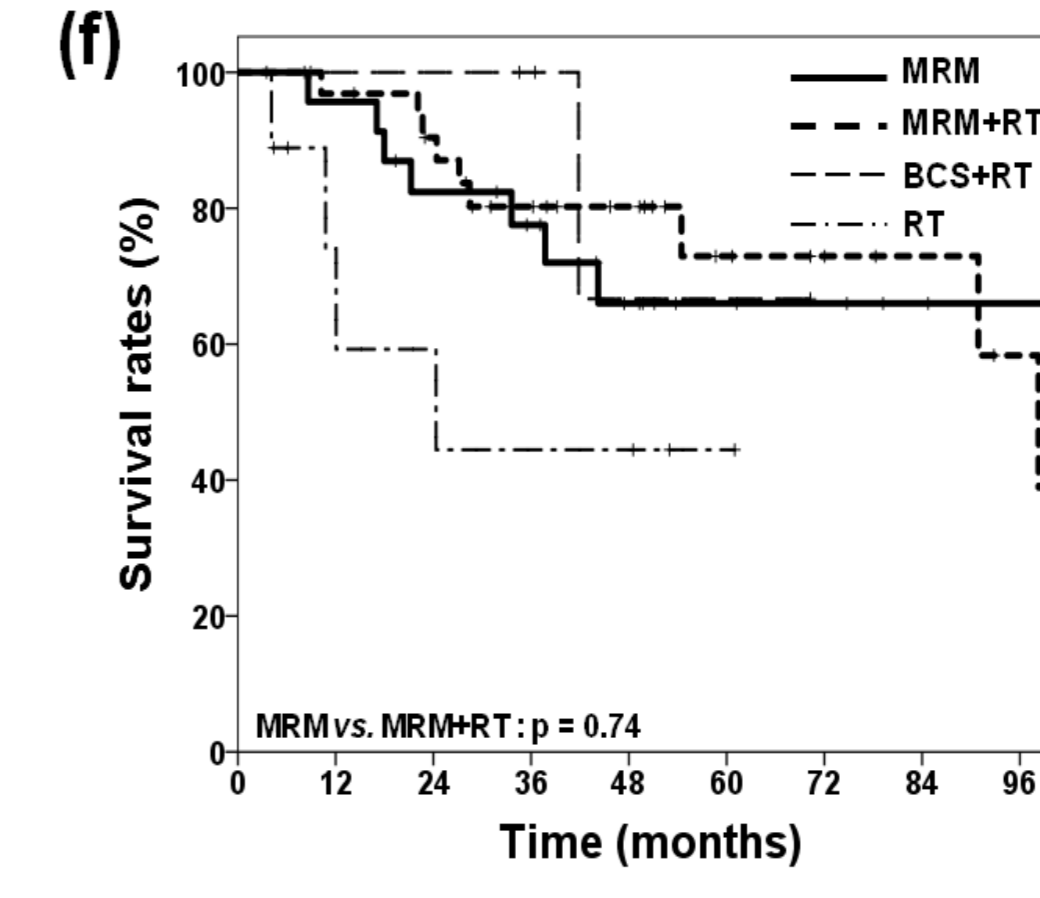 (f)
MRM
MRM+RT
BCS+RT
RT
Survival rates (%)
100
80
60
40
20
0
MRM vs. MRM+RT : p = 0.74
0 12 24 36 48 60 72 84 96
Time (months)